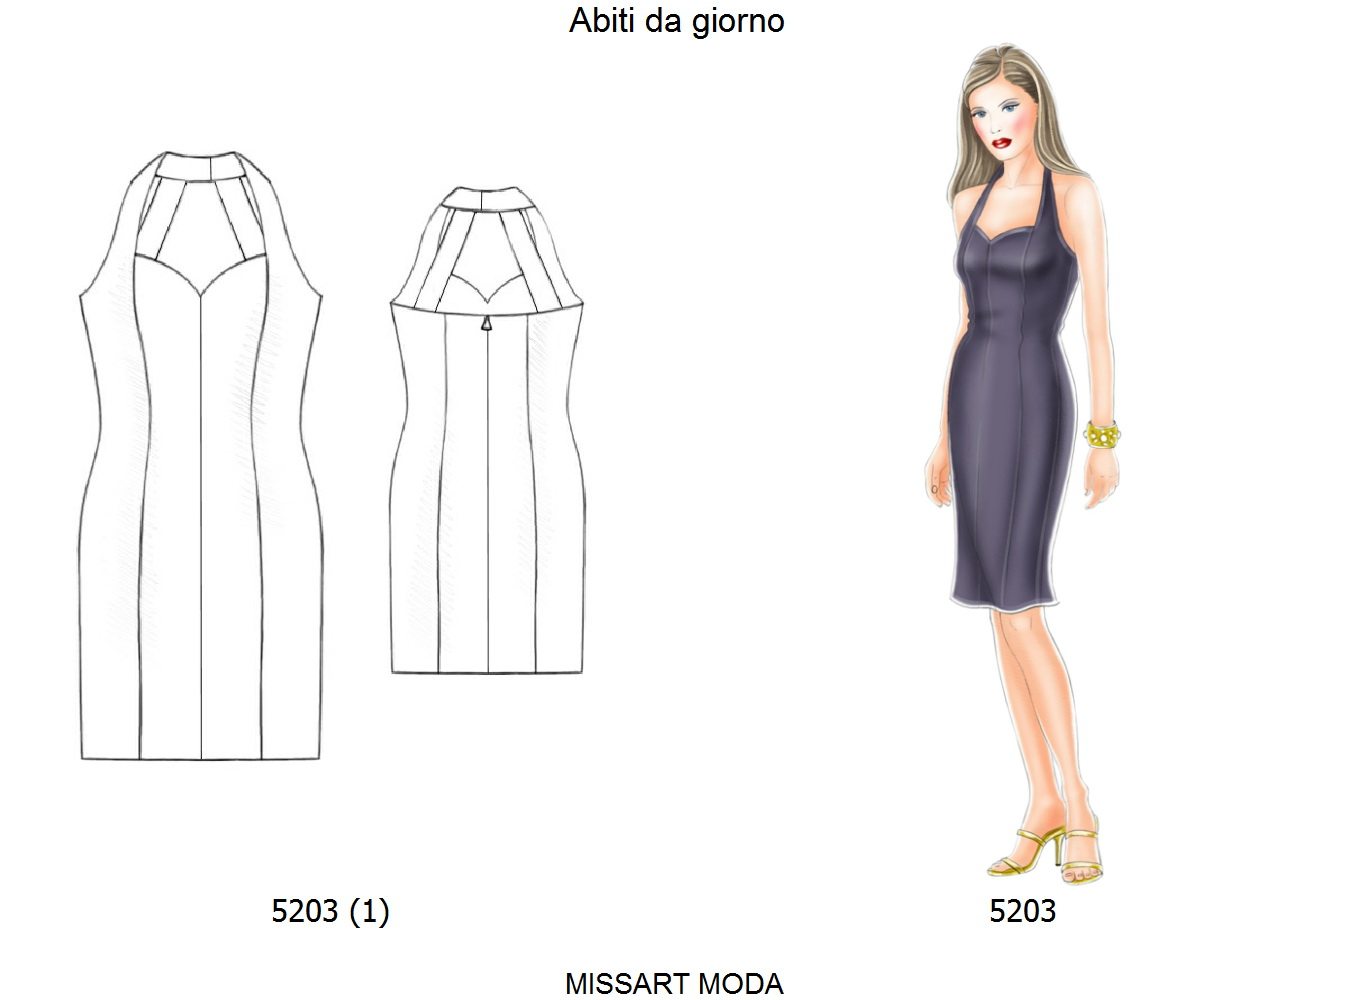 Abiti da giorno
5203 (1)
5203
MISSART MODA